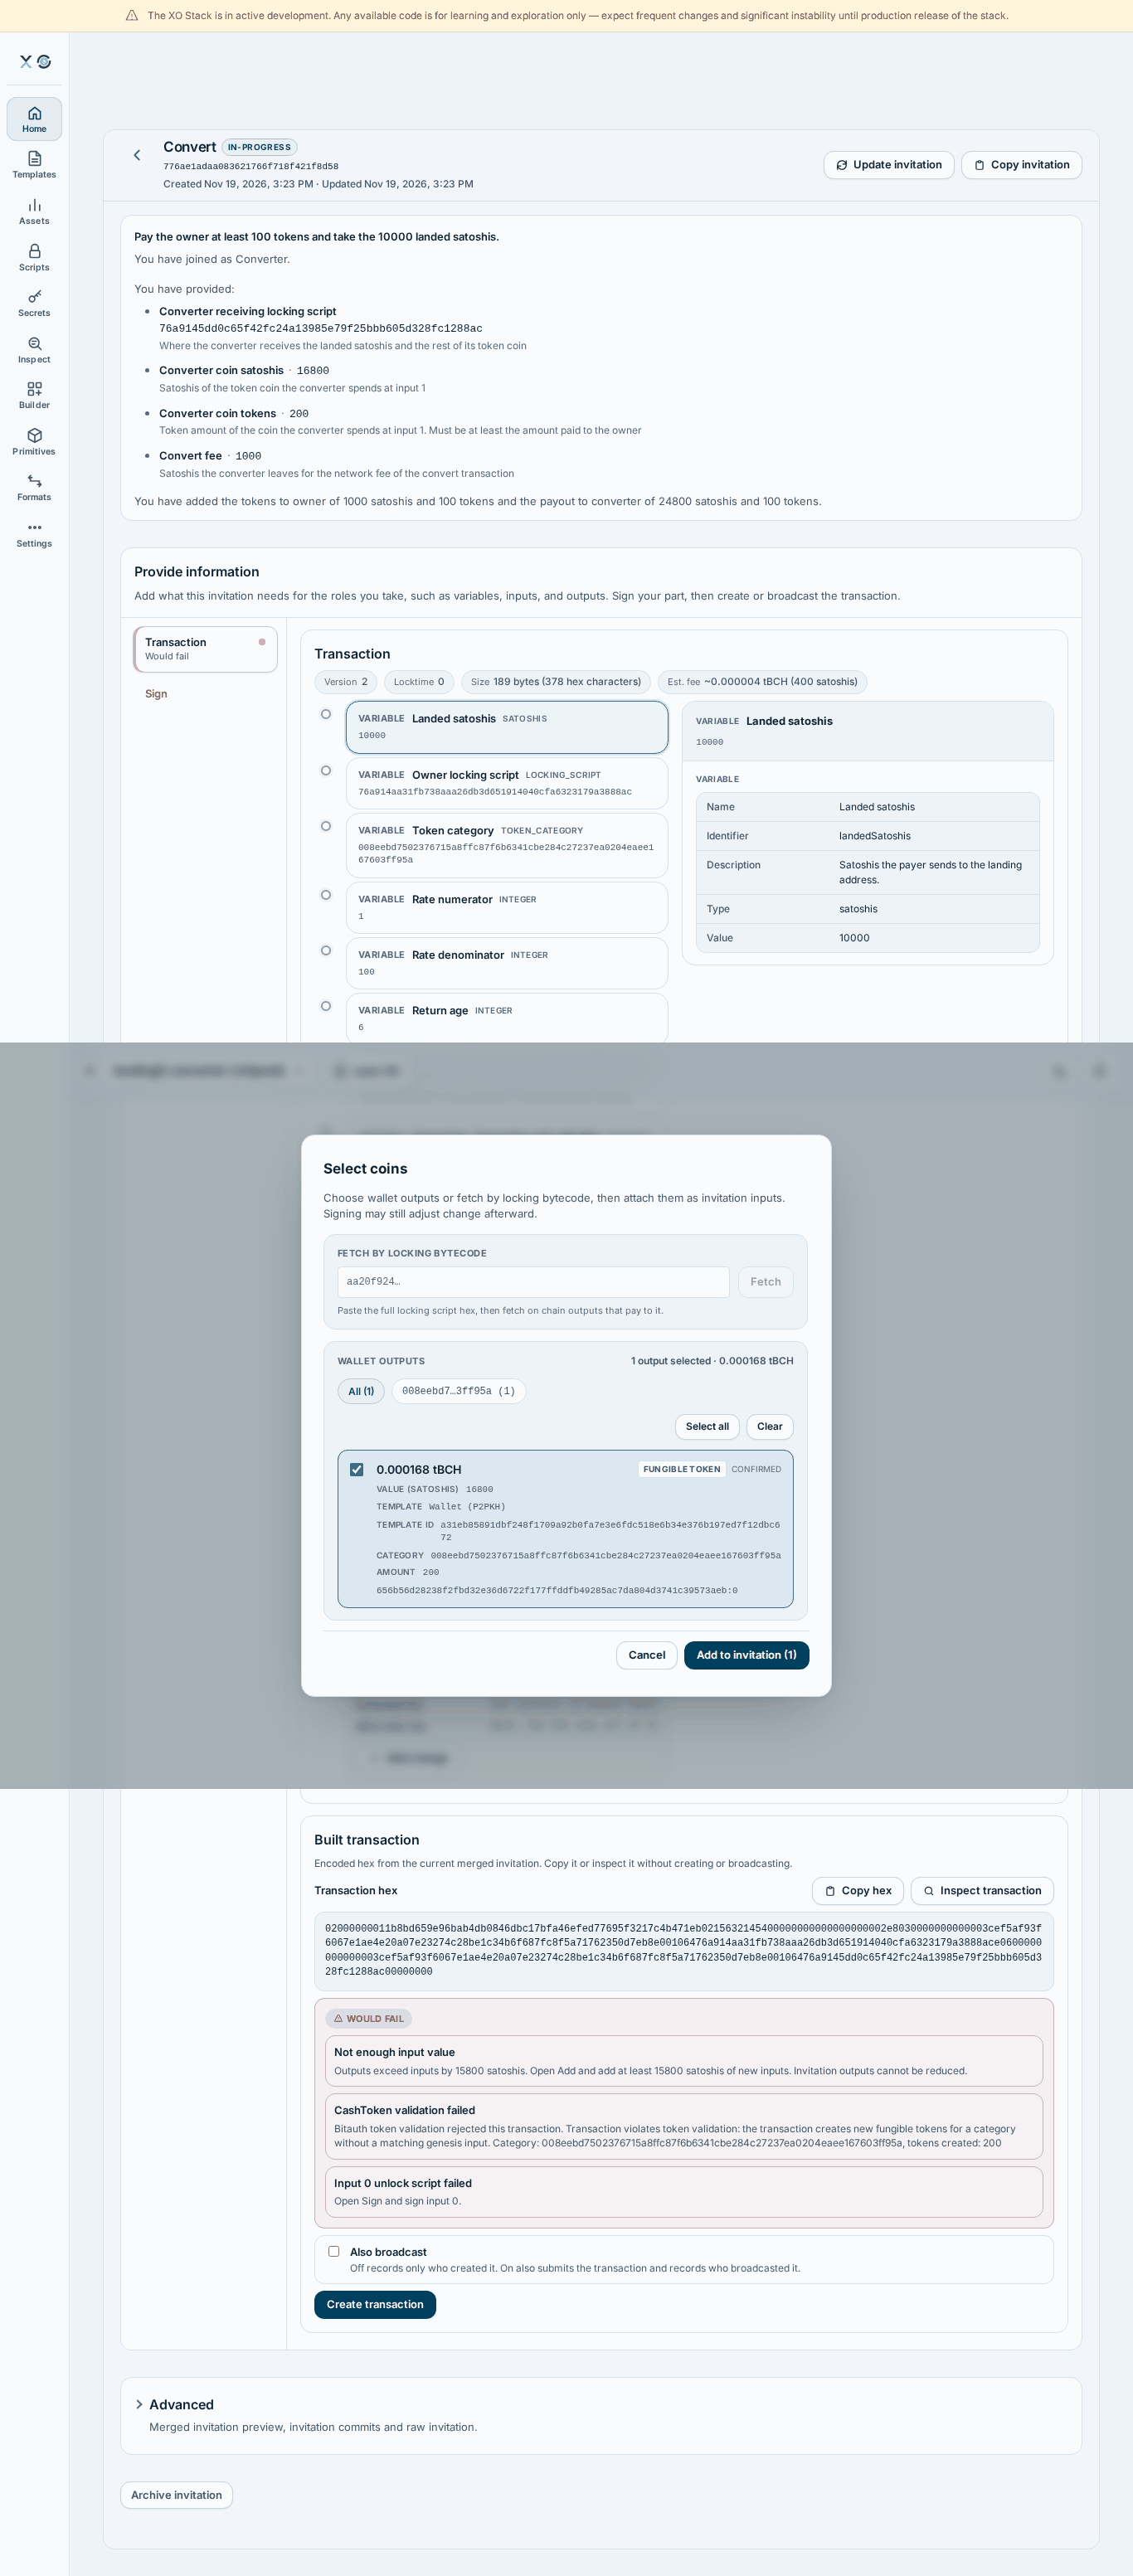 The XO Stack is in active development. Any available code is for learning and exploration only — expect frequent changes and significant instability until production release of the stack.
XO
Home
Templates
Assets
Scripts
Secrets
Inspect
Builder
Primitives
Formats
Settings
Convert IN-PROGRESS
776ae1adaa083621766f718f421f8d58
Created Nov 19, 2026, 3:23 PM · Updated Nov 19, 2026, 3:23 PM
Update invitation
Copy invitation
Pay the owner at least 100 tokens and take the 10000 landed satoshis.
You have joined as Converter.
You have provided:
Converter receiving locking script
76a9145dd0c65f42fc24a13985e79f25bbb605d328fc1288ac
Where the converter receives the landed satoshis and the rest of its token coin
Converter coin satoshis · 16800
Satoshis of the token coin the converter spends at input 1
Converter coin tokens · 200
Token amount of the coin the converter spends at input 1. Must be at least the amount paid to the owner
Convert fee · 1000
Satoshis the converter leaves for the network fee of the convert transaction
You have added the tokens to owner of 1000 satoshis and 100 tokens and the payout to converter of 24800 satoshis and 100 tokens.
Provide information
Add what this invitation needs for the roles you take, such as variables, inputs, and outputs. Sign your part, then create or broadcast the transaction.
Transaction
Would fail
Sign
Transaction
Version 2
Locktime 0
Size 189 bytes (378 hex characters)
Est. fee ~0.000004 tBCH (400 satoshis)
VARIABLE Landed satoshis SATOSHIS
10000
VARIABLE Owner locking script LOCKING_SCRIPT
76a914aa31fb738aaa26db3d651914040cfa6323179a3888ac
VARIABLE Token category TOKEN_CATEGORY
008eebd7502376715a8ffc87f6b6341cbe284c27237ea0204eaee1
67603ff95a
VARIABLE Rate numerator INTEGER
1
VARIABLE Rate denominator INTEGER
100
VARIABLE Return age INTEGER
6
VARIABLE Landed satoshis
10000
VARIABLE
Name Landed satoshis
Identifier landedSatoshis
Description Satoshis the payer sends to the landing
address.
Type satoshis
Value 10000
Select coins
Choose wallet outputs or fetch by locking bytecode, then attach them as invitation inputs.
Signing may still adjust change afterward.
FETCH BY LOCKING BYTECODE
aa20f924…
Fetch
Paste the full locking script hex, then fetch on chain outputs that pay to it.
WALLET OUTPUTS
1 output selected · 0.000168 tBCH
All (1)
008eebd7…3ff95a (1)
Select all
Clear
0.000168 tBCH
FUNGIBLE TOKEN CONFIRMED
VALUE (SATOSHIS) 16800
TEMPLATE Wallet (P2PKH)
TEMPLATE ID a31eb85891dbf248f1709a92b0fa7e3e6fdc518e6b34e376b197ed7f12dbc6
72
CATEGORY 008eebd7502376715a8ffc87f6b6341cbe284c27237ea0204eaee167603ff95a
AMOUNT 200
656b56d28238f2fbd32e36d6722f177ffddfb49285ac7da804d3741c39573aeb:0
Cancel
Add to invitation (1)
Built transaction
Encoded hex from the current merged invitation. Copy it or inspect it without creating or broadcasting.
Transaction hex
Copy hex
Inspect transaction
02000000011b8bd659e96bab4db0846dbc17bfa46efed77695f3217c4b471eb02156321454000000000000000002e8030000000000003cef5af93f
6067e1ae4e20a07e23274c28be1c34b6f687fc8f5a71762350d7eb8e00106476a914aa31fb738aaa26db3d651914040cfa6323179a3888ace0600000
000000003cef5af93f6067e1ae4e20a07e23274c28be1c34b6f687fc8f5a71762350d7eb8e00106476a9145dd0c65f42fc24a13985e79f25bbb605d3
28fc1288ac00000000
WOULD FAIL
Not enough input value
Outputs exceed inputs by 15800 satoshis. Open Add and add at least 15800 satoshis of new inputs. Invitation outputs cannot be reduced.
CashToken validation failed
Bitauth token validation rejected this transaction. Transaction violates token validation: the transaction creates new fungible tokens for a category
without a matching genesis input. Category: 008eebd7502376715a8ffc87f6b6341cbe284c27237ea0204eaee167603ff95a, tokens created: 200
Input 0 unlock script failed
Open Sign and sign input 0.
Also broadcast
Off records only who created it. On also submits the transaction and records who broadcasted it.
Create transaction
Advanced
Merged invitation preview, invitation commits and raw invitation.
Archive invitation